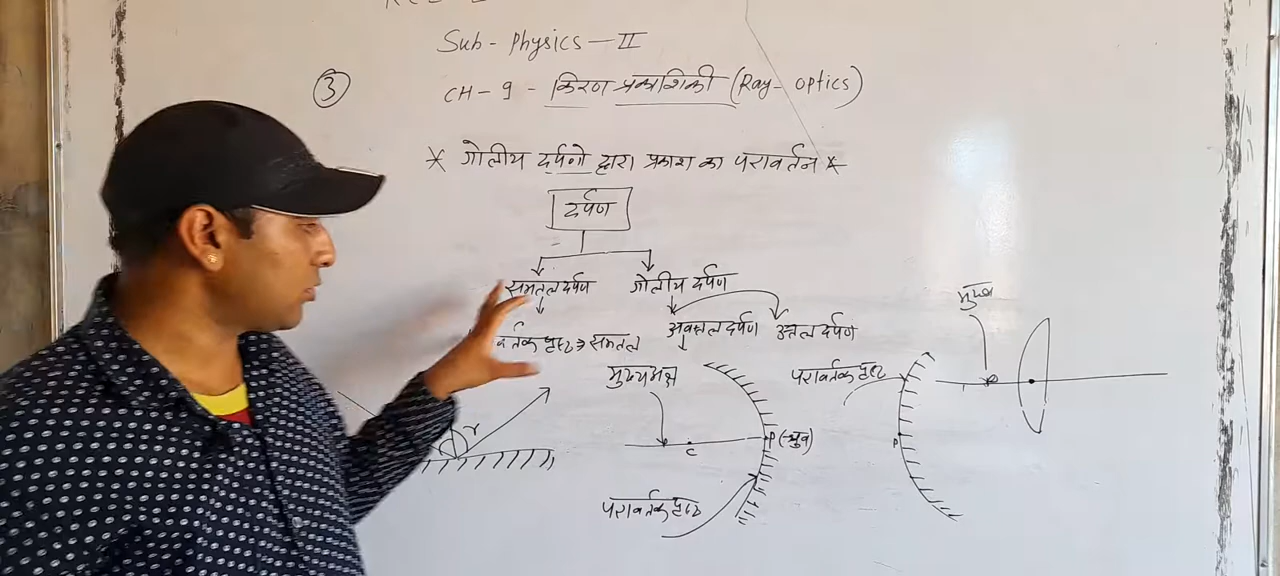 Sub- Physics-II
③
CH-9 - किरण प्रकाशिकी (Ray-optics)
* गोलीय दर्पणो द्वारा प्रकाश का परावर्तन *
दर्पण
समतल दर्पण गोलीय दर्पण
अवतल दर्पण उत्तल दर्पण
र्वतक पृष्ठ → समतल
मुख्य
मुख्य अक्ष
परावर्तक पृष्ठ
r
C
P (ध्रुव)
P
परावर्तक पृष्ठ